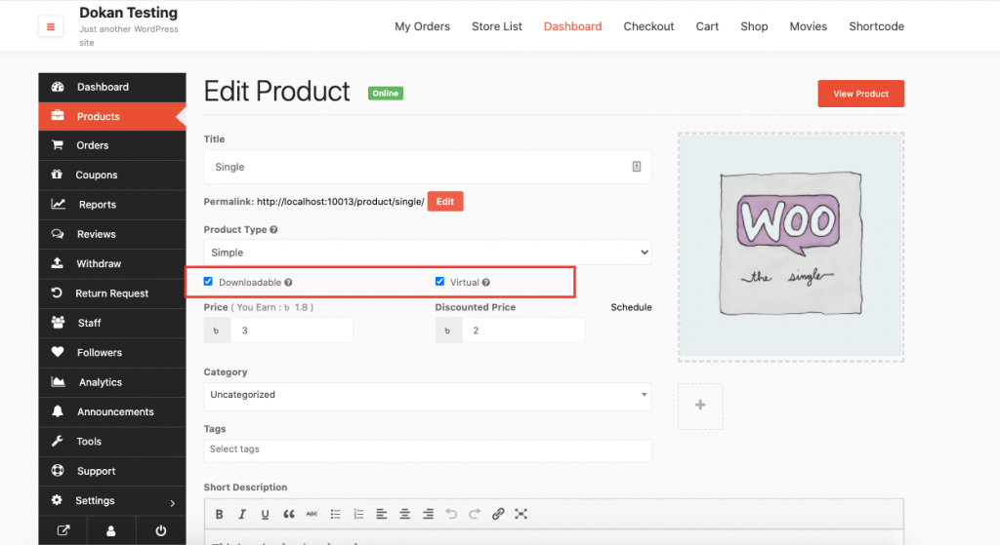 Dokan Testing
Just another WordPress
site
My Orders Store List Dashboard Checkout Cart Shop Movies Shortcode
Dashboard
Products
Orders
Coupons
Reports
Reviews
Withdraw
Return Request
Staff
Followers
Analytics
Announcements
Tools
Support
Settings
Edit Product Online
View Product
Title
Single
Permalink: http://localhost:10013/product/single/ Edit
Product Type
Simple
Downloadable Virtual
Price ( You Earn : ৳ 1.8 ) Discounted Price Schedule
৳ 3 ৳ 2
Category
Uncategorized
Tags
Select tags
Short Description
B I U ABC
WOO
the single